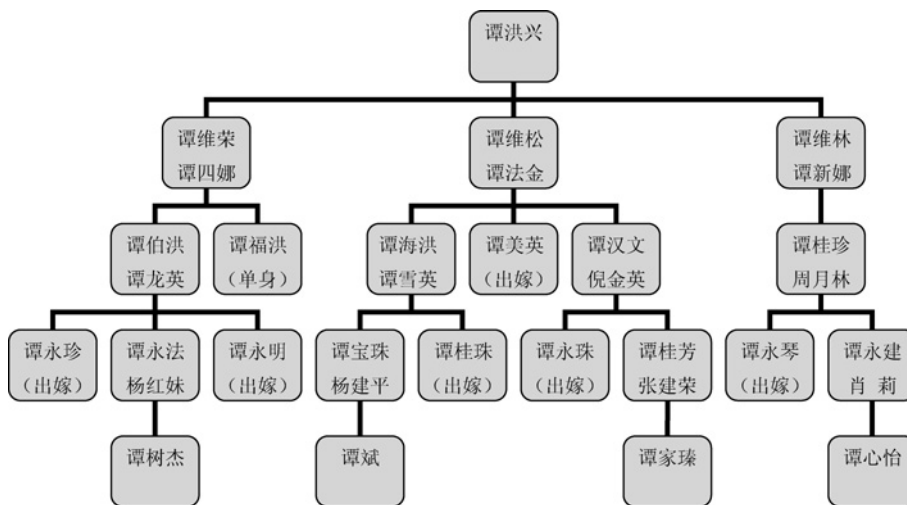 谭洪兴
谭维荣
谭四娜
谭维松
谭法金
谭维林
谭新娜
谭伯洪
谭龙英
谭福洪
（单身）
谭海洪
谭雪英
谭美英
（出嫁）
谭汉文
倪金英
谭桂珍
周月林
谭永珍
（出嫁）
谭永法
杨红妹
谭永明
（出嫁）
谭宝珠
杨建平
谭桂珠
（出嫁）
谭永珠
（出嫁）
谭桂芳
张建荣
谭永琴
（出嫁）
谭永建
肖 莉
谭树杰
谭斌
谭家瑧
谭心怡